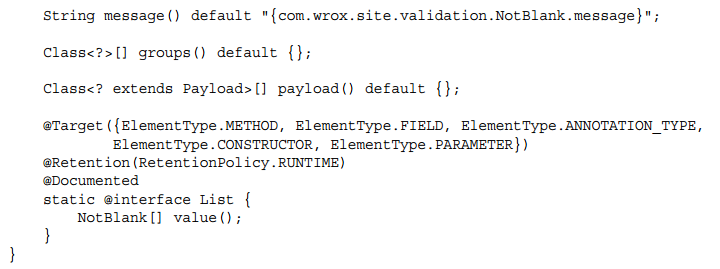 String message() default "{com.wrox.site.validation.NotBlank.message}";
Class<?>[] groups() default {};
Class<? extends Payload>[] payload() default {};
@Target({ElementType.METHOD, ElementType.FIELD, ElementType.ANNOTATION_TYPE,
ElementType.CONSTRUCTOR, ElementType.PARAMETER})
@Retention(RetentionPolicy.RUNTIME)
@Documented
static @interface List {
NotBlank[] value();
}
}